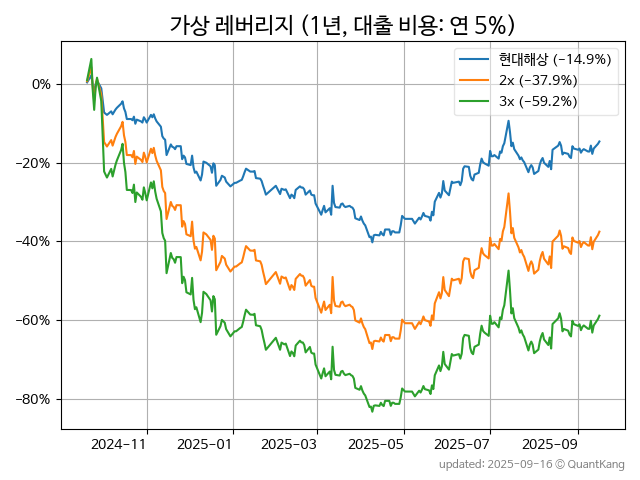 가상 레버리지 (1년, 대출 비용: 연 5%)
현대해상 (−14.9%)
2x (−37.9%)
3x (−59.2%)
0%
−20%
−40%
−60%
−80%
2024−11 2025−01 2025−03 2025−05 2025−07 2025−09
updated: 2025-09-16 © QuantKang